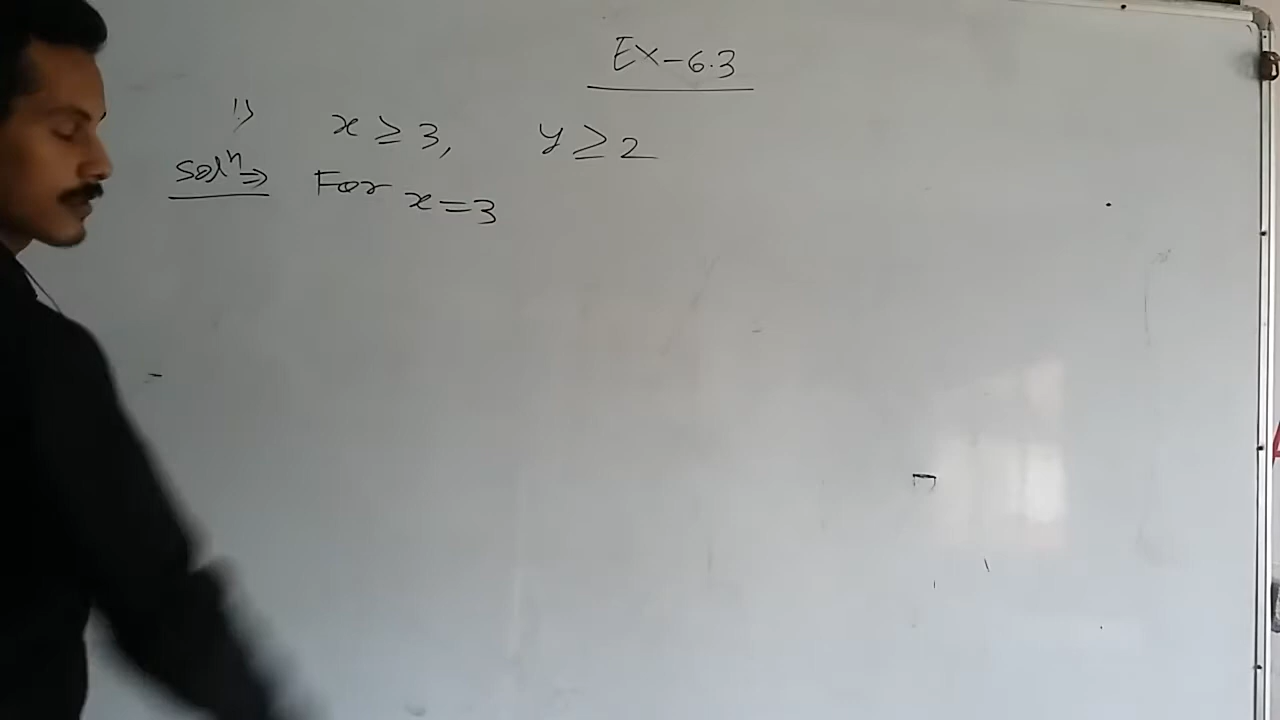 Ex-6.3
1) x ≥ 3, y ≥ 2
Solⁿ ⇒ For x=3